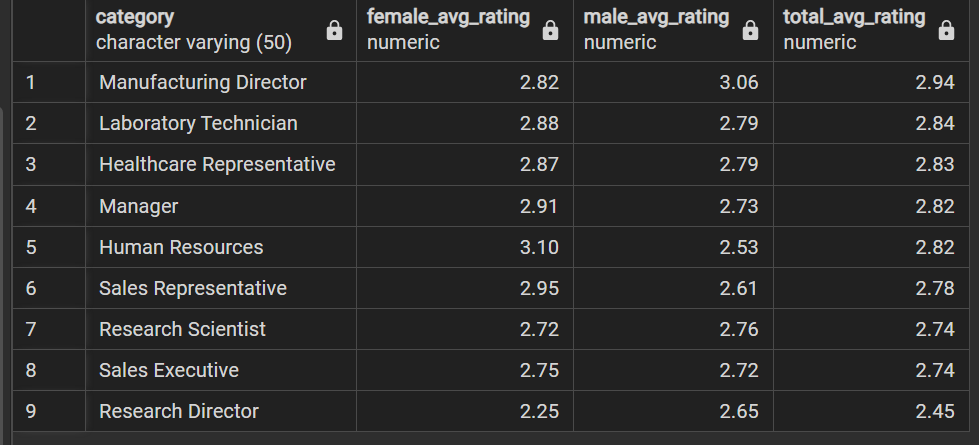 category female_avg_rating male_avg_rating total_avg_rating
character varying (50) numeric numeric numeric
1 Manufacturing Director 2.82 3.06 2.94
2 Laboratory Technician 2.88 2.79 2.84
3 Healthcare Representative 2.87 2.79 2.83
4 Manager 2.91 2.73 2.82
5 Human Resources 3.10 2.53 2.82
6 Sales Representative 2.95 2.61 2.78
7 Research Scientist 2.72 2.76 2.74
8 Sales Executive 2.75 2.72 2.74
9 Research Director 2.25 2.65 2.45